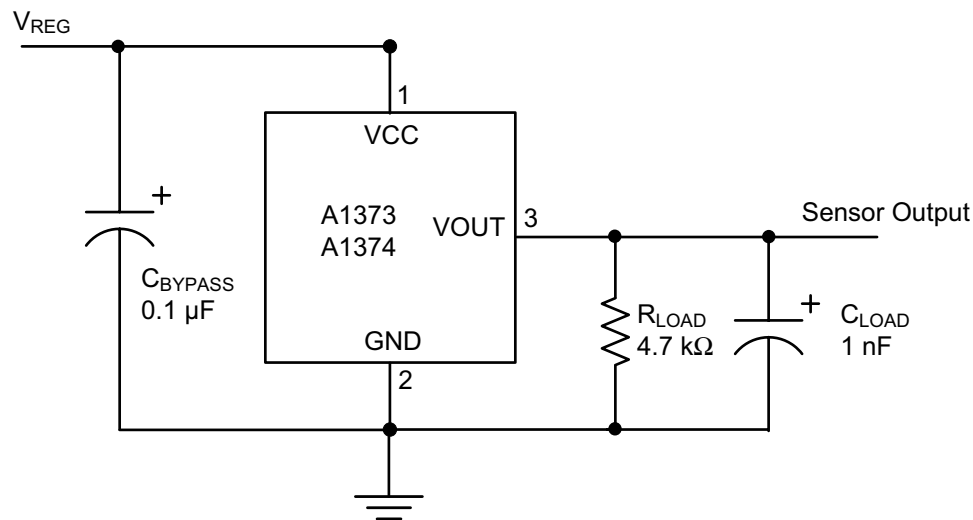 VREG
1
VCC
A1373
A1374
VOUT
3
Sensor Output
+
CBYPASS
0.1 µF
RLOAD
4.7 kΩ
+
CLOAD
1 nF
GND
2